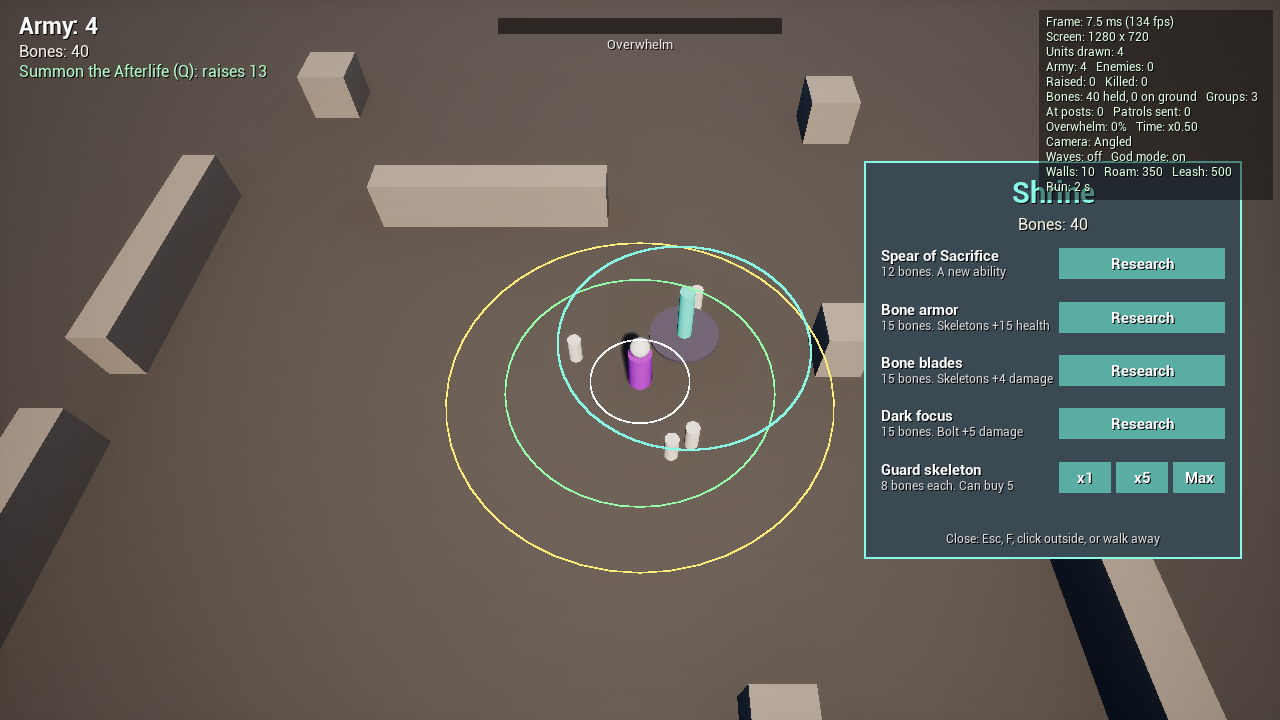 Army: 4
Bones: 40
Summon the Afterlife (Q): raises 13
Overwhelm
Frame: 7.5 ms (134 fps)
Screen: 1280 x 720
Units drawn: 4
Army: 4 Enemies: 0
Raised: 0 Killed: 0
Bones: 40 held, 0 on ground Groups: 3
At posts: 0 Patrols sent: 0
Overwhelm: 0% Time: x0.50
Camera: Angled
Waves: off God mode: on
Walls: 10 Roam: 350 Leash: 500
Run: 2 s
Shrine
Bones: 40
Spear of Sacrifice
12 bones. A new ability
Research
Bone armor
15 bones. Skeletons +15 health
Research
Bone blades
15 bones. Skeletons +4 damage
Research
Dark focus
15 bones. Bolt +5 damage
Research
Guard skeleton
8 bones each. Can buy 5
x1 x5 Max
Close: Esc, F, click outside, or walk away